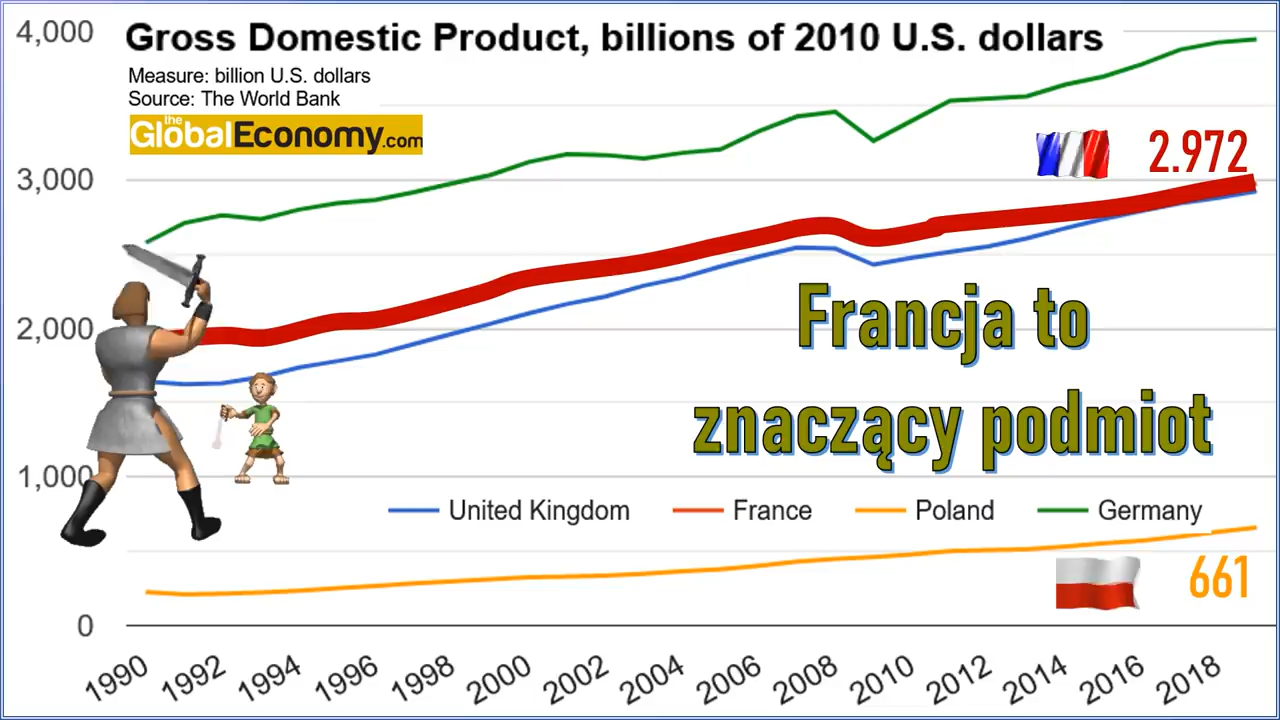 Gross Domestic Product, billions of 2010 U.S. dollars
Measure: billion U.S. dollars
Source: The World Bank
theGlobalEconomy.com
4,000
3,000
2,000
1,000
0
2.972
Francja to
znaczący podmiot
United Kingdom France Poland Germany
661
1990 1992 1994 1996 1998 2000 2002 2004 2006 2008 2010 2012 2014 2016 2018